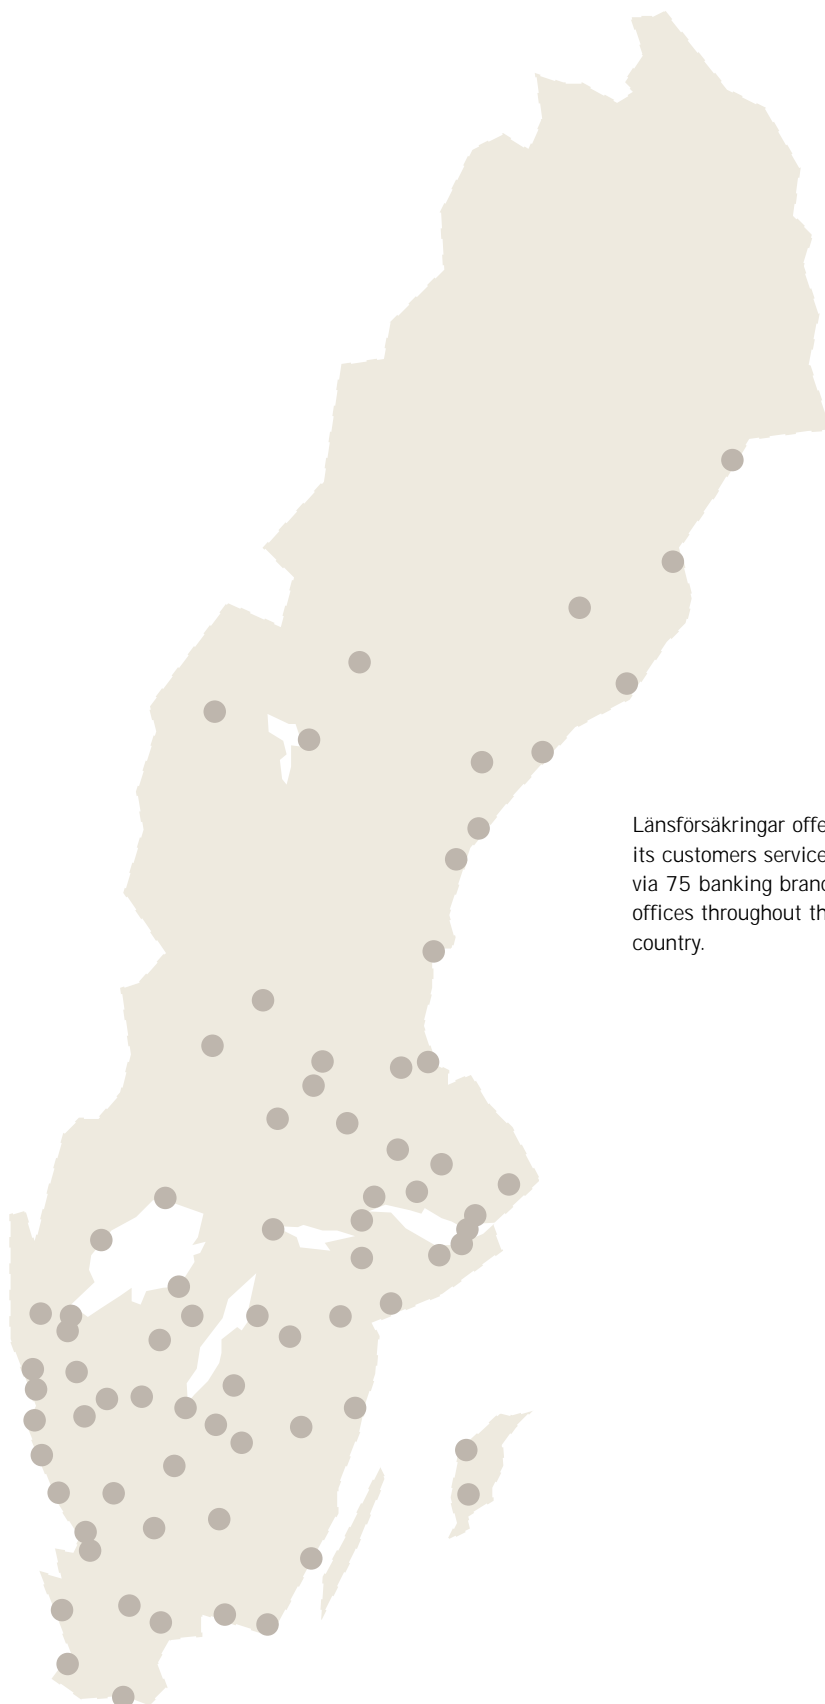 Länsförsäkringar offe
its customers service
via 75 banking branc
offices throughout th
country.